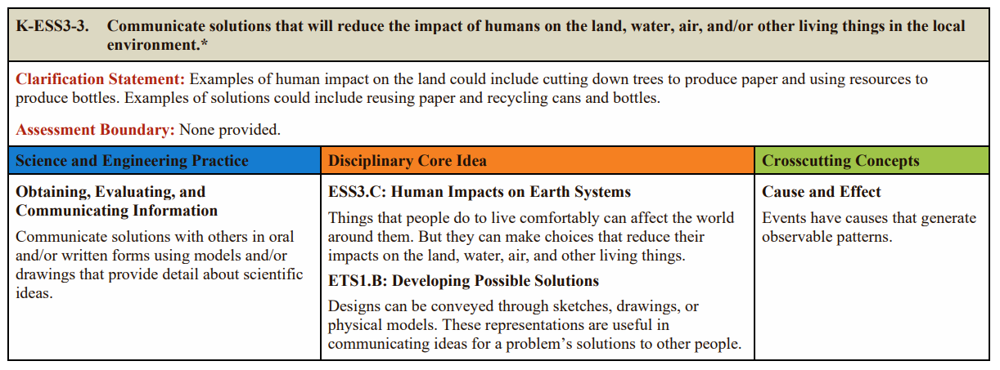 K-ESS3-3. Communicate solutions that will reduce the impact of humans on the land, water, air, and/or other living things in the local
environment.*
Clarification Statement: Examples of human impact on the land could include cutting down trees to produce paper and using resources to
produce bottles. Examples of solutions could include reusing paper and recycling cans and bottles.
Assessment Boundary: None provided.
Science and Engineering Practice
Obtaining, Evaluating, and
Communicating Information
Communicate solutions with others in oral
and/or written forms using models and/or
drawings that provide detail about scientific
ideas.
Disciplinary Core Idea
ESS3.C: Human Impacts on Earth Systems
Things that people do to live comfortably can affect the world
around them. But they can make choices that reduce their
impacts on the land, water, air, and other living things.
ETS1.B: Developing Possible Solutions
Designs can be conveyed through sketches, drawings, or
physical models. These representations are useful in
communicating ideas for a problem’s solutions to other people.
Crosscutting Concepts
Cause and Effect
Events have causes that generate
observable patterns.